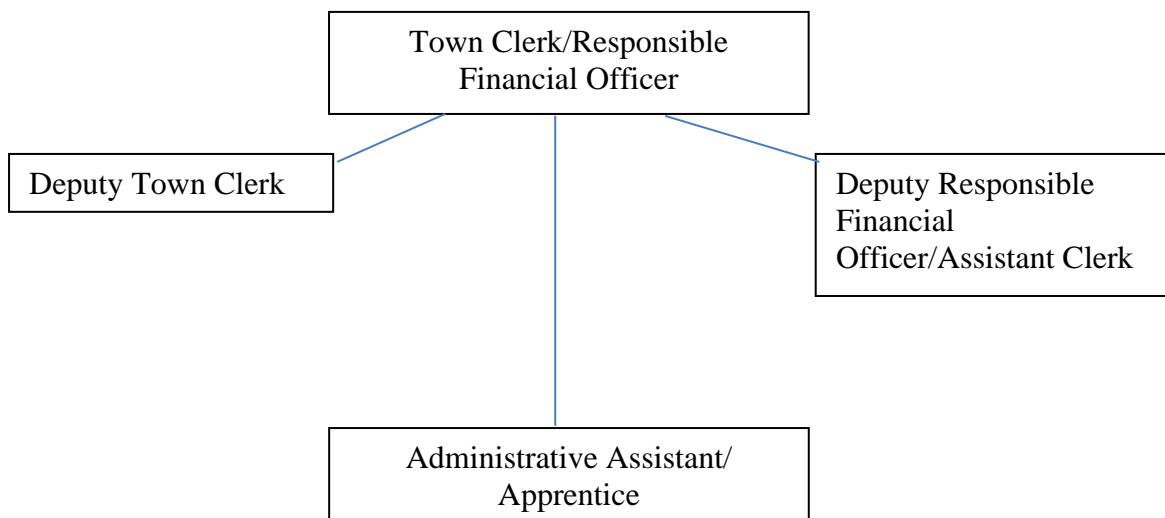 Town Clerk/Responsible
Financial Officer
Deputy Town Clerk
Deputy Responsible
Financial
Officer/Assistant Clerk
Administrative Assistant/
Apprentice